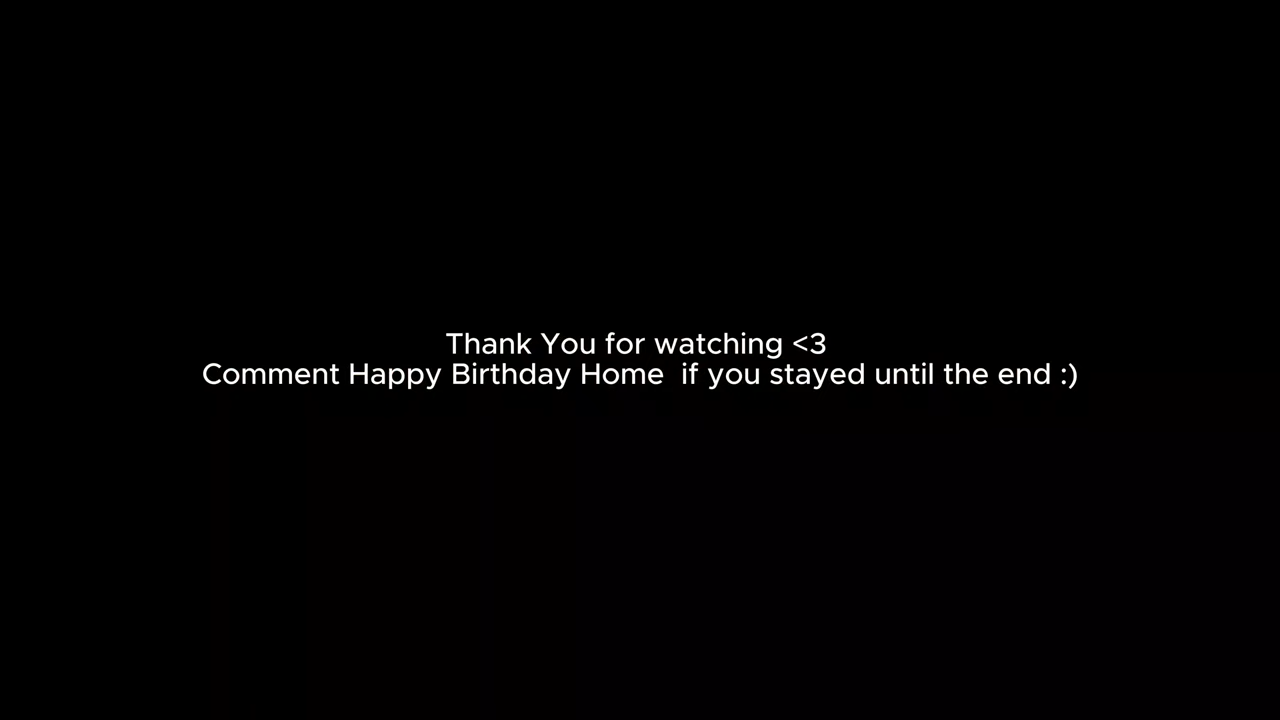 Thank You for watching <3
Comment Happy Birthday Home  if you stayed until the end :)